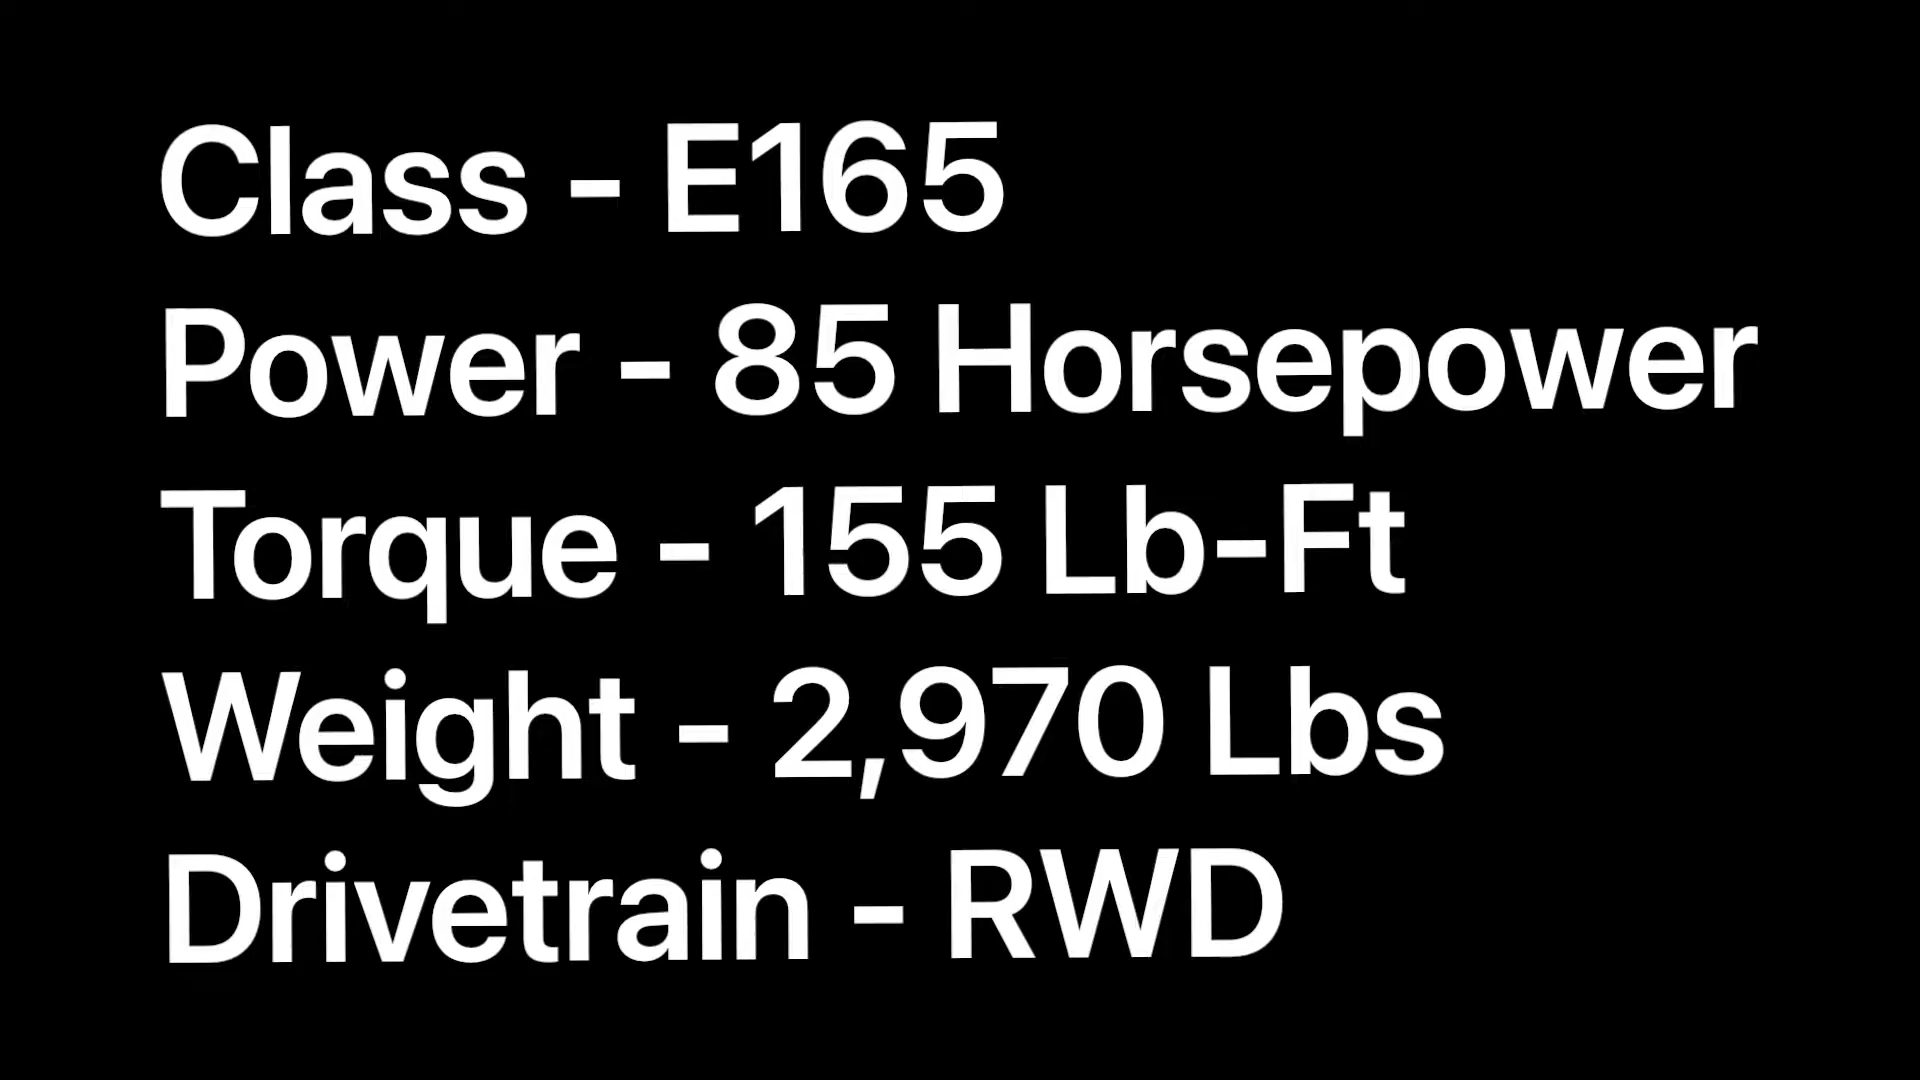 Class - E165
Power - 85 Horsepower
Torque - 155 Lb-Ft
Weight - 2,970 Lbs
Drivetrain - RWD